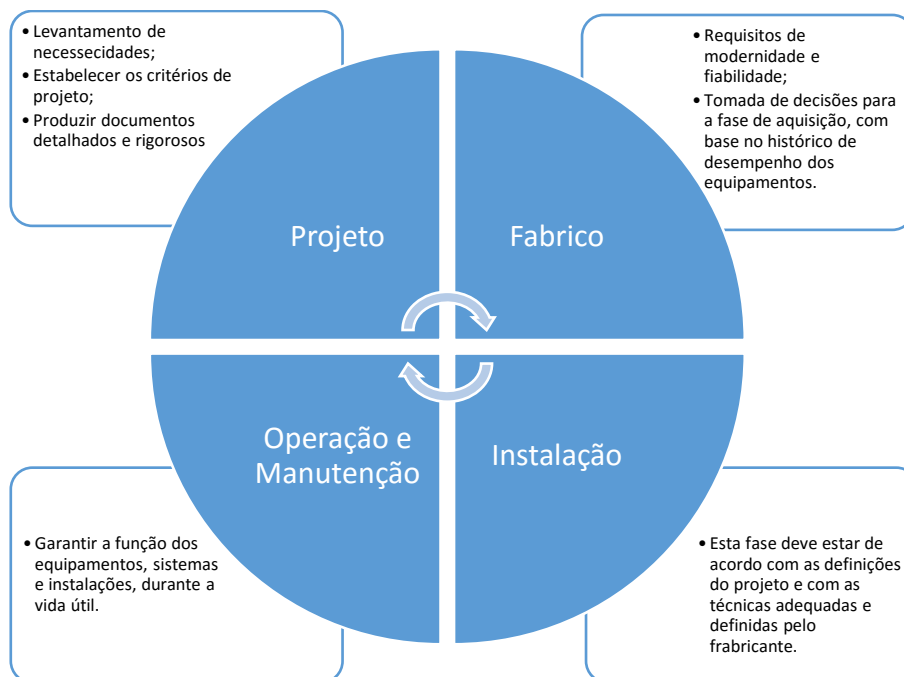 • Levantamento de
necessecidades;
• Estabelecer os critérios de
projeto;
• Produzir documentos
detalhados e rigorosos
• Requisitos de
modernidade e
fiabilidade;
• Tomada de decisões para
a fase de aquisição, com
base no histórico de
desempenho dos
equipamentos.
Projeto
Fabrico
Operação e
Manutenção
Instalação
• Garantir a função dos
equipamentos, sistemas
e instalações, durante a
vida útil.
• Esta fase deve estar de
acordo com as definições
do projeto e com as
técnicas adequadas e
definidas pelo
frabricante.